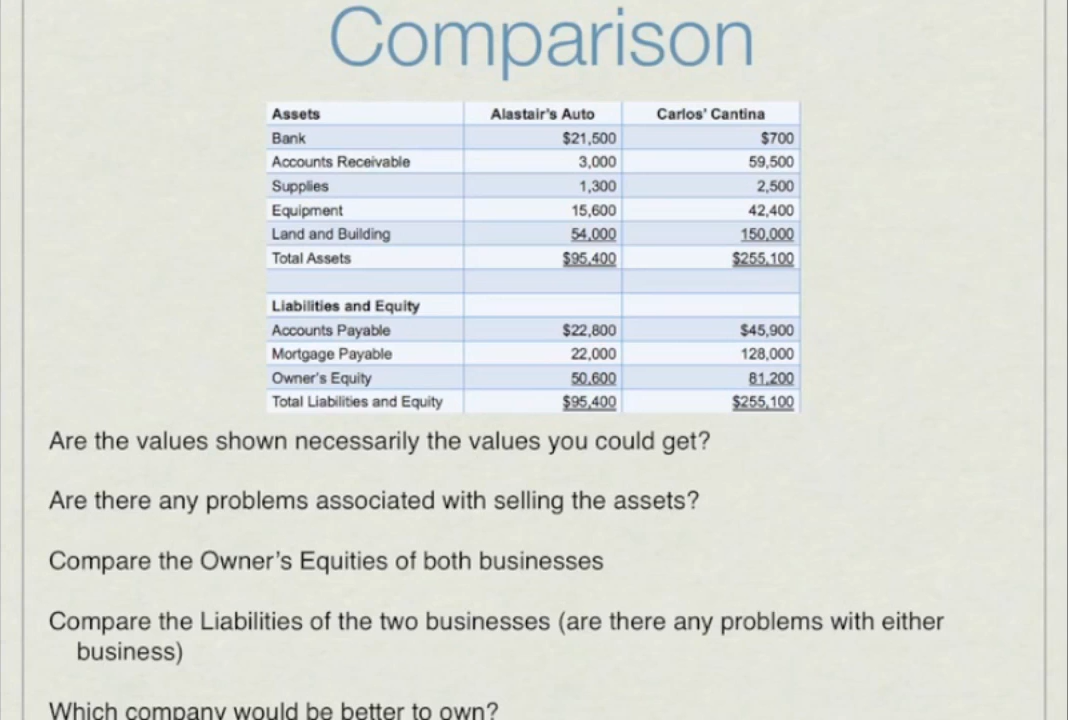 Comparison
Assets Alastair's Auto Carlos' Cantina
Bank $21,500 $700
Accounts Receivable 3,000 59,500
Supplies 1,300 2,500
Equipment 15,600 42,400
Land and Building 54,000 150,000
Total Assets $95,400 $255,100
Liabilities and Equity
Accounts Payable $22,800 $45,900
Mortgage Payable 22,000 128,000
Owner's Equity 50,600 81,200
Total Liabilities and Equity $95,400 $255,100
Are the values shown necessarily the values you could get?
Are there any problems associated with selling the assets?
Compare the Owner's Equities of both businesses
Compare the Liabilities of the two businesses (are there any problems with either
business)
Which company would be better to own?